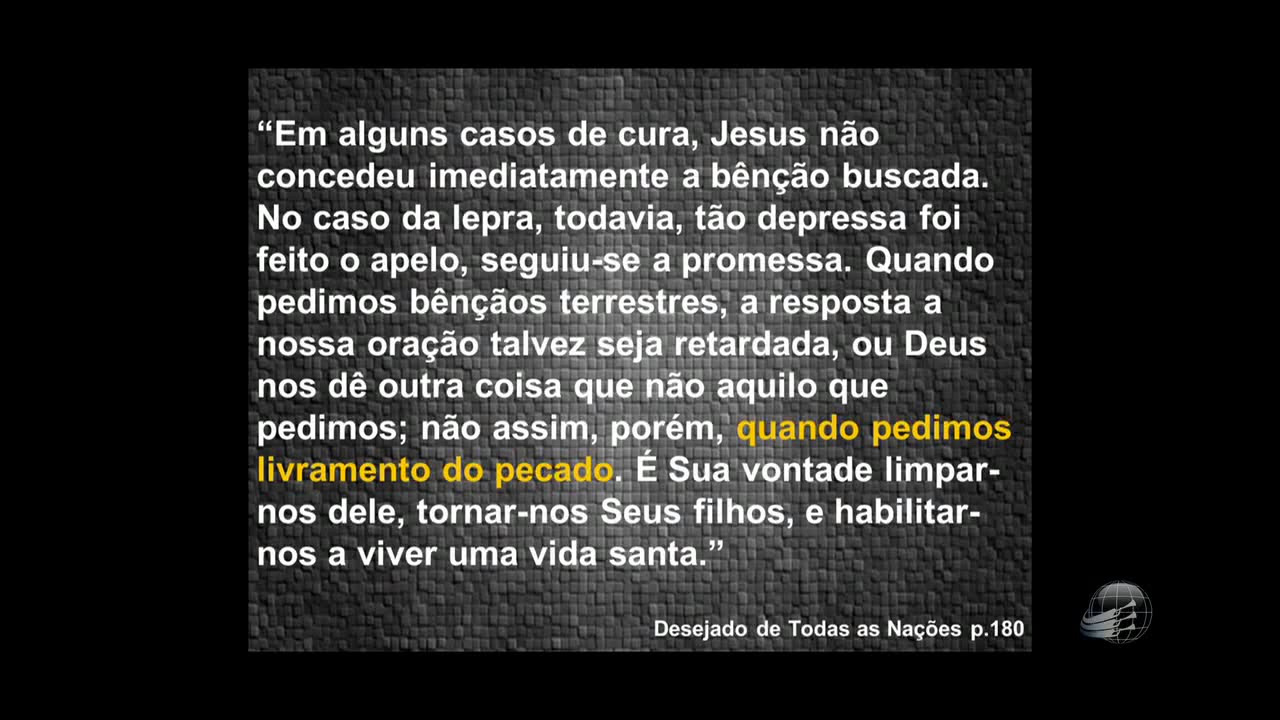 “Em alguns casos de cura, Jesus não
concedeu imediatamente a bênção buscada.
No caso da lepra, todavia, tão depressa foi
feito o apelo, seguiu-se a promessa. Quando
pedimos bênçãos terrestres, a resposta a
nossa oração talvez seja retardada, ou Deus
nos dê outra coisa que não aquilo que
pedimos; não assim, porém, quando pedimos
livramento do pecado. É Sua vontade limpar-
nos dele, tornar-nos Seus filhos, e habilitar-
nos a viver uma vida santa.”
Desejado de Todas as Nações p.180